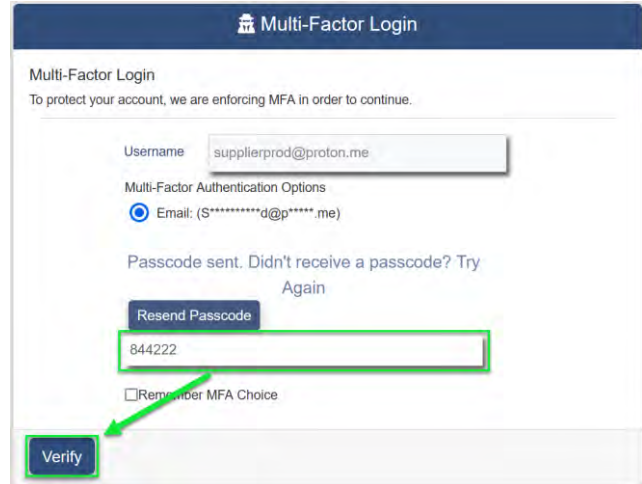 Multi-Factor Login
Multi-Factor Login
To protect your account, we are enforcing MFA in order to continue.
Username supplierprod@proton.me
Multi-Factor Authentication Options
Email: (S**********d@p*****.me)
Passcode sent. Didn't receive a passcode? Try
Again
Resend Passcode
844222
Remember MFA Choice
Verify